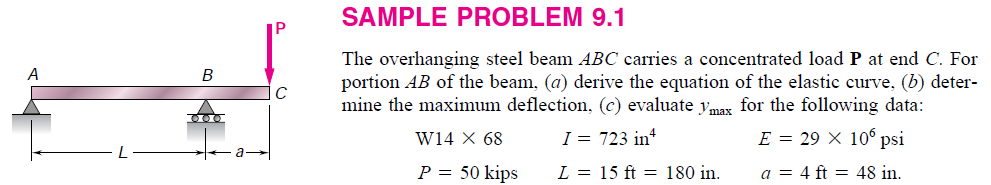 SAMPLE PROBLEM 9.1
P
The overhanging steel beam ABC carries a concentrated load P at end C. For
portion AB of the beam, (a) derive the equation of the elastic curve, (b) deter-
mine the maximum deflection, (c) evaluate yₘₐₓ for the following data:
A B
C
W14 × 68 I = 723 in⁴ E = 29 × 10⁶ psi
L a
P = 50 kips L = 15 ft = 180 in. a = 4 ft = 48 in.